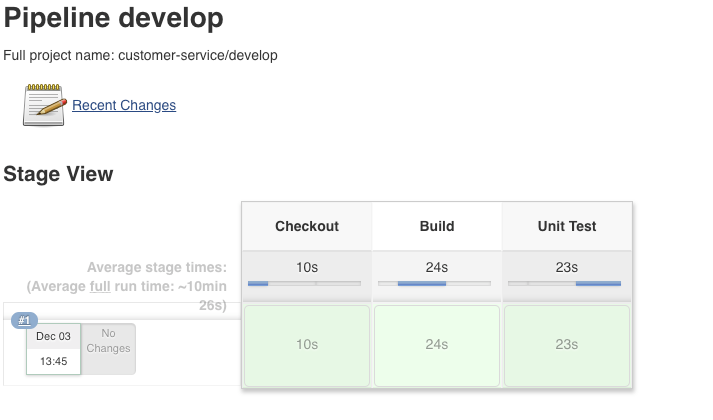 Pipeline develop
Full project name: customer-service/develop
Recent Changes
Stage View
Checkout Build Unit Test
Average stage times: 10s 24s 23s
(Average full run time: ~10min
26s)
#1
Dec 03
13:45
No
Changes
10s 24s 23s